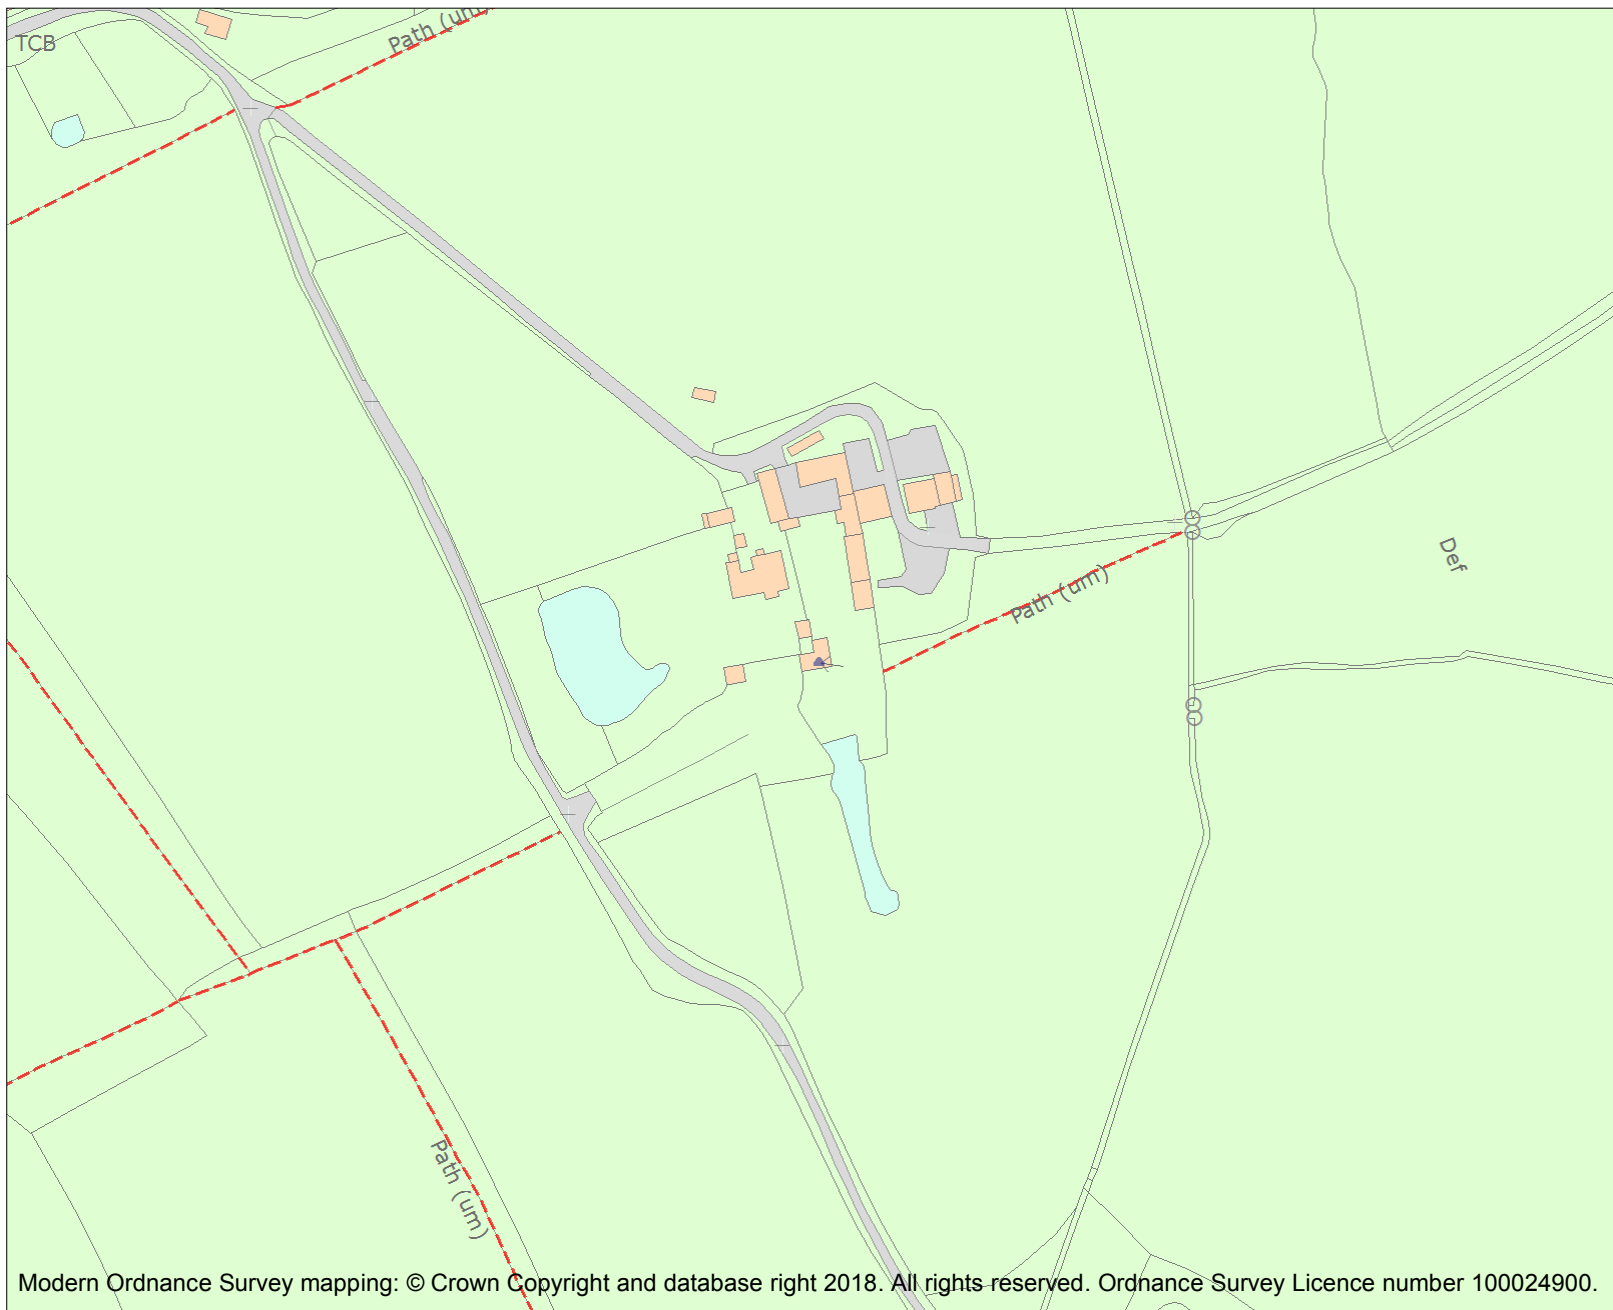 Path (um)
TCB
Def
Path (um)
Path (um)
Modern Ordnance Survey mapping: © Crown Copyright and database right 2018. All rights reserved. Ordnance Survey Licence number 100024900.